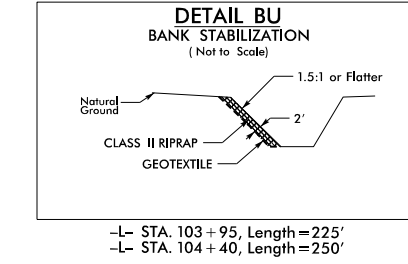 DETAIL BU
BANK STABILIZATION
( Not to Scale)
1.5:1 or Flatter
Natural
Ground
2'
CLASS II RIPRAP
GEOTEXTILE
-L- STA. 103+95, Length=225'
-L- STA. 104+40, Length=250'